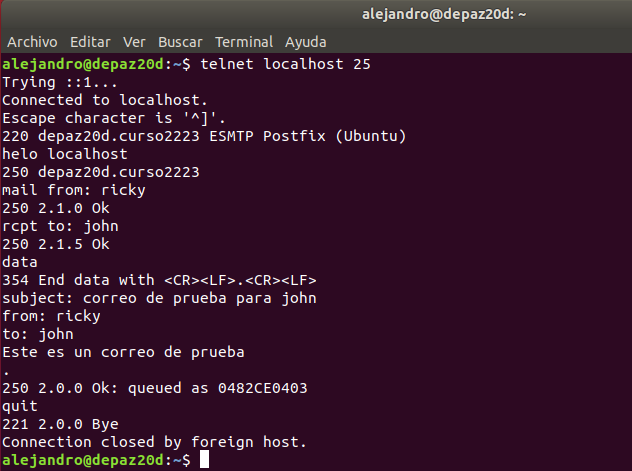 alejandro@depaz20d: ~
Archivo Editar Ver Buscar Terminal Ayuda
alejandro@depaz20d:~$ telnet localhost 25
Trying ::1...
Connected to localhost.
Escape character is '^]'.
220 depaz20d.curso2223 ESMTP Postfix (Ubuntu)
helo localhost
250 depaz20d.curso2223
mail from: ricky
250 2.1.0 Ok
rcpt to: john
250 2.1.5 Ok
data
354 End data with <CR><LF>.<CR><LF>
subject: correo de prueba para john
from: ricky
to: john
Este es un correo de prueba
.
250 2.0.0 Ok: queued as 0482CE0403
quit
221 2.0.0 Bye
Connection closed by foreign host.
alejandro@depaz20d:~$